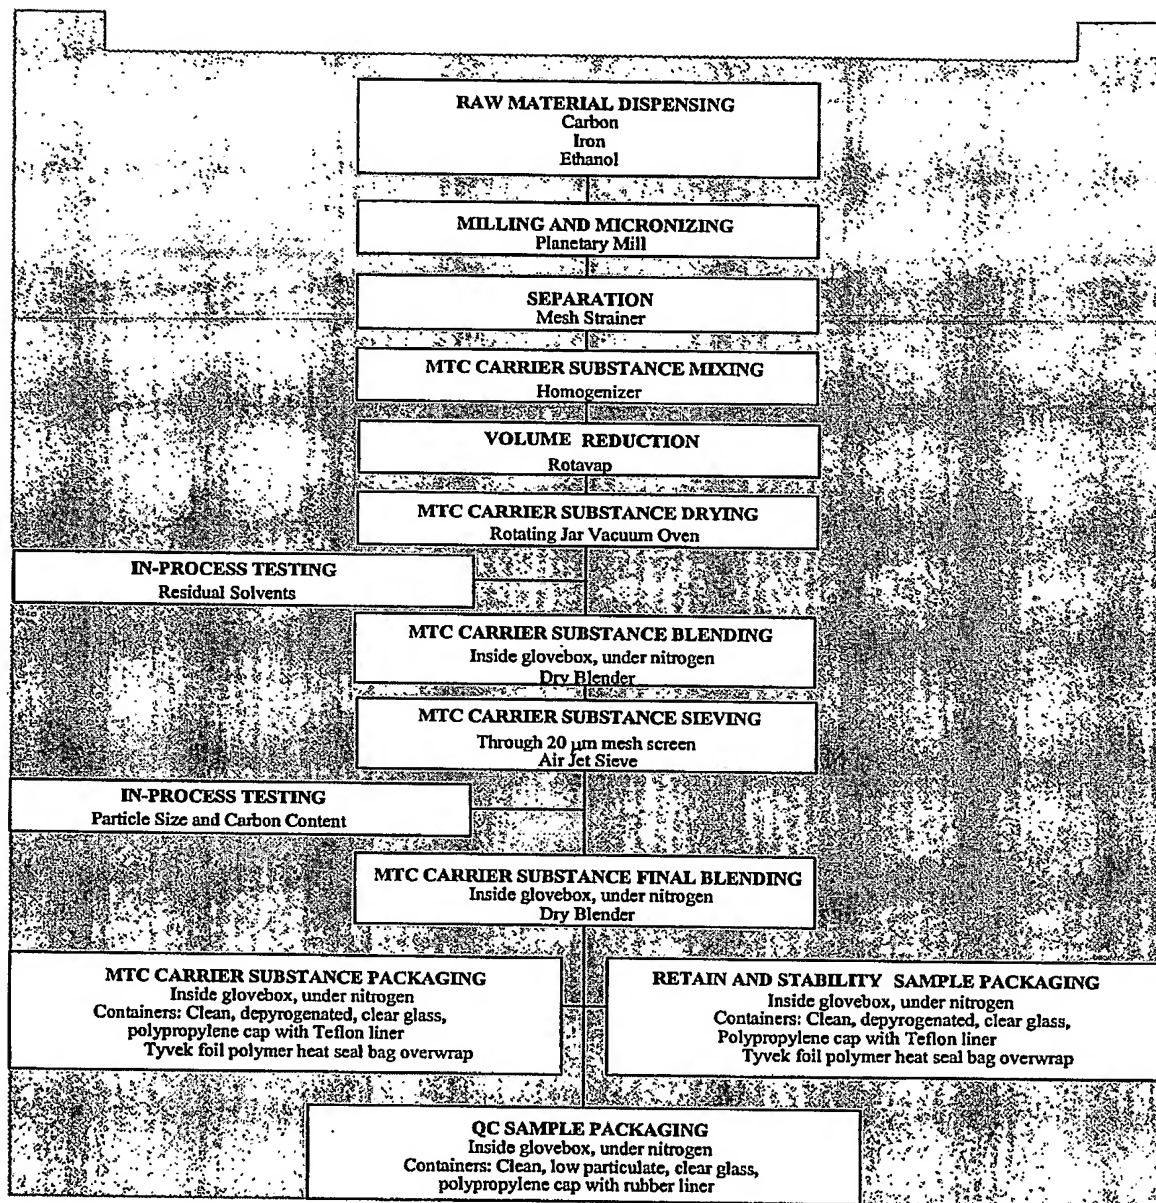 RAW MATERIAL DISPENSING
Carbon
Iron
Ethanol
MILLING AND MICRONIZING
Planetary Mill
SEPARATION
Mesh Strainer
MTC CARRIER SUBSTANCE MIXING
Homogenizer
VOLUME REDUCTION
Rotavap
MTC CARRIER SUBSTANCE DRYING
Rotating Jar Vacuum Oven
IN-PROCESS TESTING
Residual Solvents
MTC CARRIER SUBSTANCE BLENDING
Inside glovebox, under nitrogen
Dry Blender
MTC CARRIER SUBSTANCE SIEVING
Through 20 µm mesh screen
Air Jet Sieve
IN-PROCESS TESTING
Particle Size and Carbon Content
MTC CARRIER SUBSTANCE FINAL BLENDING
Inside glovebox, under nitrogen
Dry Blender
MTC CARRIER SUBSTANCE PACKAGING
Inside glovebox, under nitrogen
Containers: Clean, depyrogenated, clear glass,
polypropylene cap with Teflon liner
Tyvek foil polymer heat seal bag overwrap
RETAIN AND STABILITY SAMPLE PACKAGING
Inside glovebox, under nitrogen
Containers: Clean, depyrogenated, clear glass,
Polypropylene cap with Teflon liner
Tyvek foil polymer heat seal bag overwrap
QC SAMPLE PACKAGING
Inside glovebox, under nitrogen
Containers: Clean, low particulate, clear glass,
polypropylene cap with rubber liner